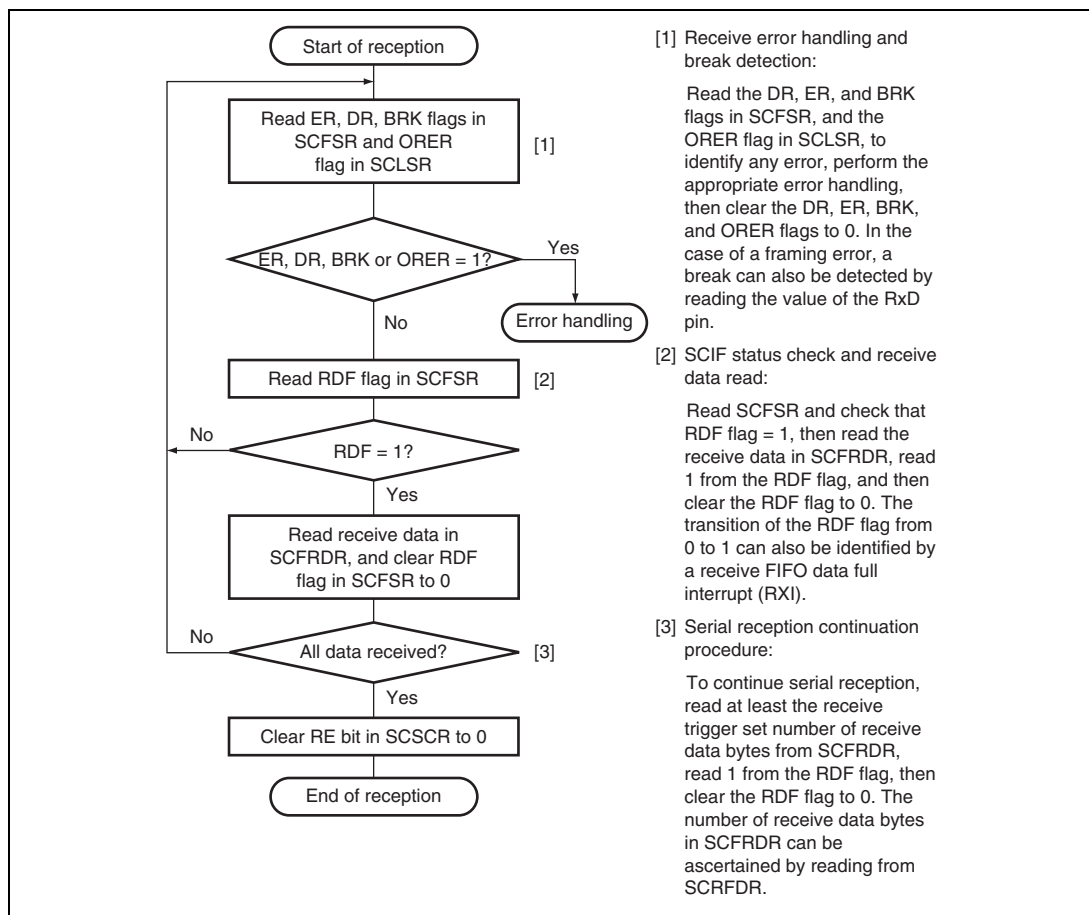 Start of reception
Read ER, DR, BRK flags in
SCFSR and ORER
flag in SCLSR
[1]
ER, DR, BRK or ORER = 1?
Yes
Error handling
No
Read RDF flag in SCFSR
[2]
No
RDF = 1?
Yes
Read receive data in
SCFRDR, and clear RDF
flag in SCFSR to 0
No
All data received?
[3]
Yes
Clear RE bit in SCSCR to 0
End of reception
[1] Receive error handling and
break detection:
Read the DR, ER, and BRK
flags in SCFSR, and the
ORER flag in SCLSR, to
identify any error, perform the
appropriate error handling,
then clear the DR, ER, BRK,
and ORER flags to 0. In the
case of a framing error, a
break can also be detected by
reading the value of the RxD
pin.
[2] SCIF status check and receive
data read:
Read SCFSR and check that
RDF flag = 1, then read the
receive data in SCFRDR, read
1 from the RDF flag, and then
clear the RDF flag to 0. The
transition of the RDF flag from
0 to 1 can also be identified by
a receive FIFO data full
interrupt (RXI).
[3] Serial reception continuation
procedure:
To continue serial reception,
read at least the receive
trigger set number of receive
data bytes from SCFRDR,
read 1 from the RDF flag, then
clear the RDF flag to 0. The
number of receive data bytes
in SCFRDR can be
ascertained by reading from
SCRFDR.